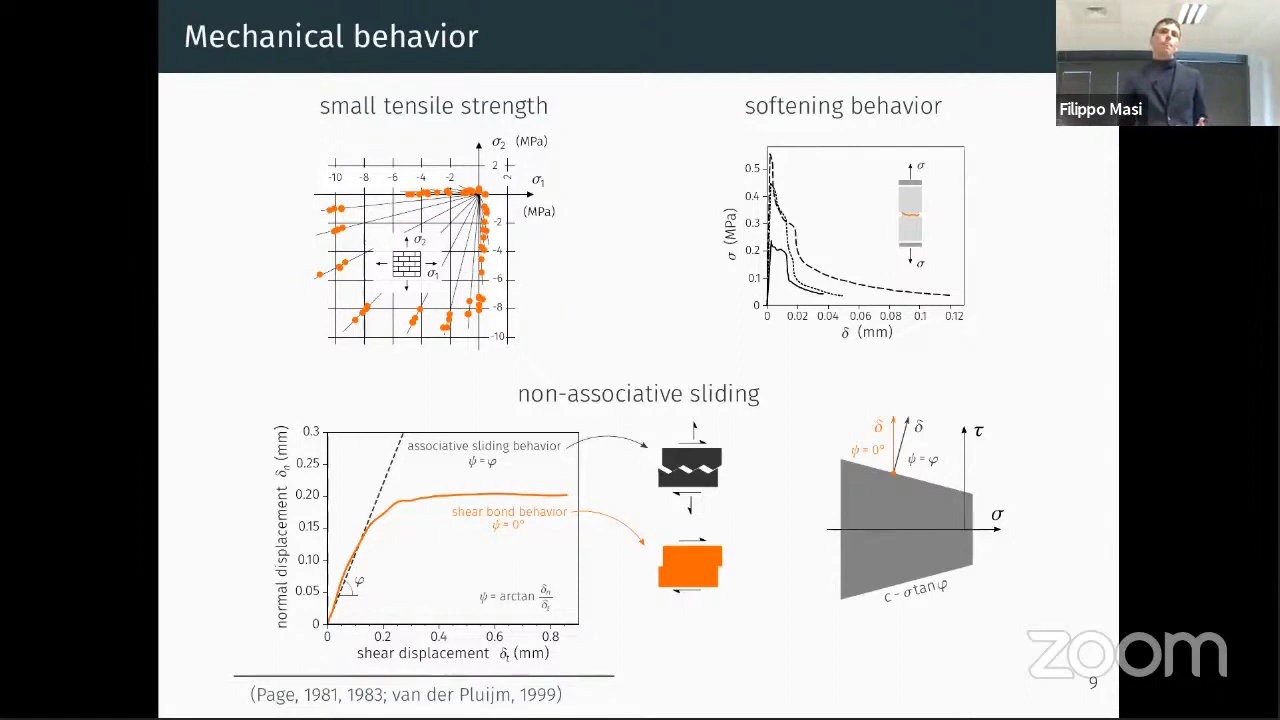 Mechanical behavior
Filippo Masi
small tensile strength
softening behavior
σ₂ (MPa)
2
-10 -8 -6 -4 -2 2
σ₁
(MPa)
-2
-4
-6
-8
-10
σ₂
σ₁
σ (MPa)
0.5
0.4
0.3
0.2
0.1
0
0 0.02 0.04 0.06 0.08 0.1 0.12
δ (mm)
σ
σ
non-associative sliding
normal displacement δₙ (mm)
0.3
0.25
0.20
0.15
0.10
0.05
0
0 0.2 0.4 0.6 0.8
shear displacement δₜ (mm)
associative sliding behavior
ψ = φ
shear bond behavior
ψ = 0°
φ
ψ = arctan δₙ/δₜ
δ δ
ψ = 0°
ψ = φ
τ
σ
c - σ tan φ
(Page, 1981, 1983; van der Pluijm, 1999)
zoom
9